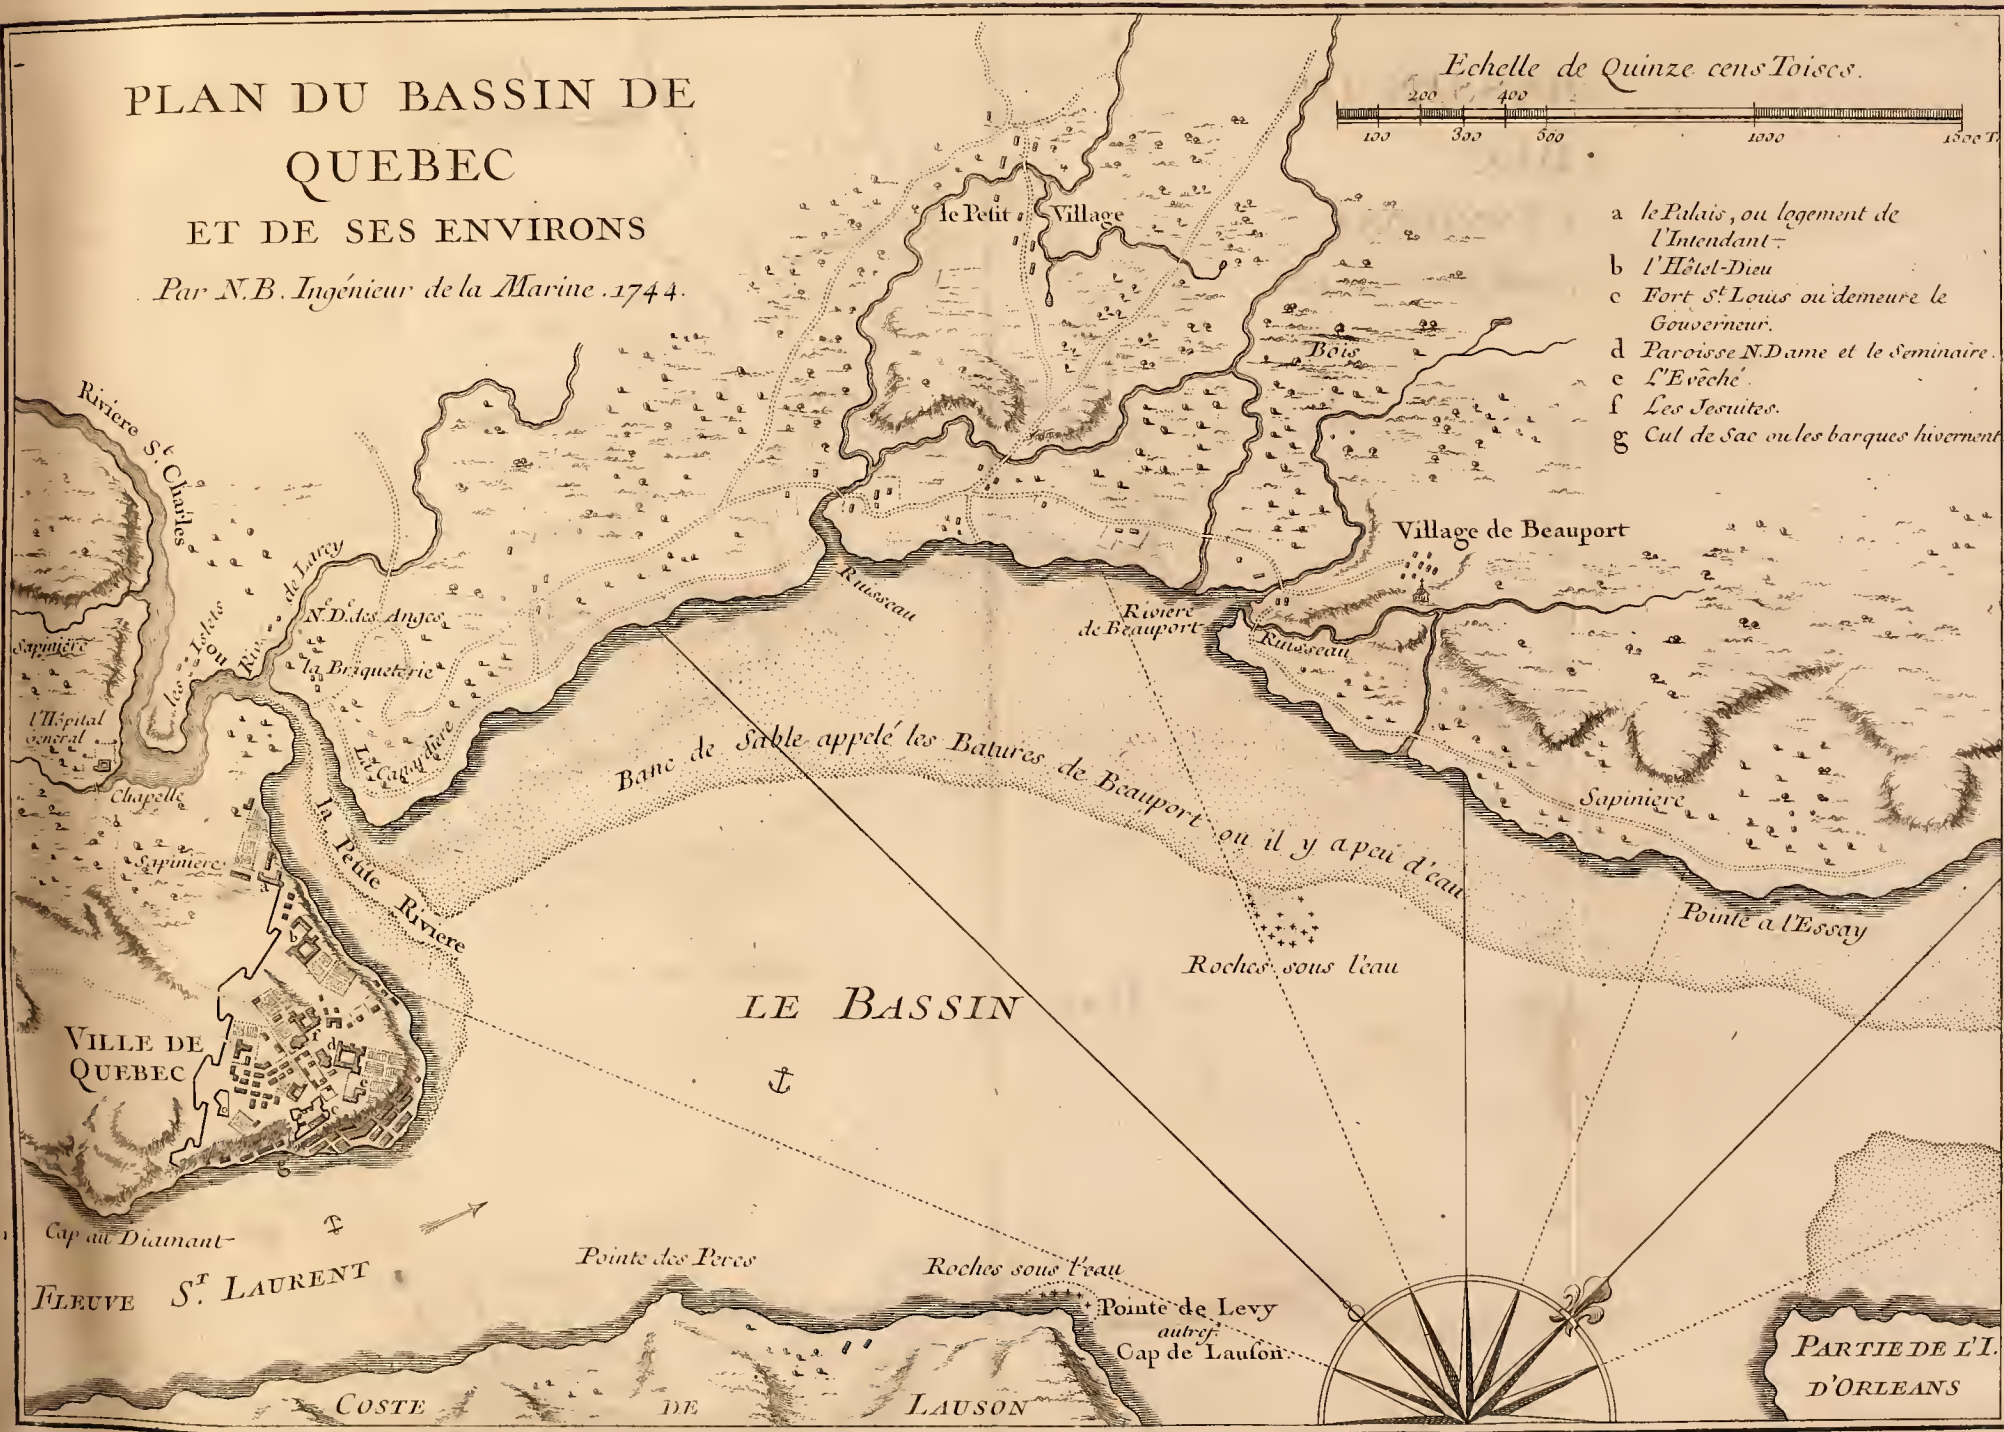 PLAN DU BASSIN DE
QUEBEC
ET DE SES ENVIRONS
Par N.B. Ingénieur de la Marine. 1744.
Echelle de Quinze cens Toises.
200 400
100 300 500 1000 1500 T.
a le Palais, ou logement de
l'Intendant
b l'Hôtel-Dieu
c Fort St. Louis ou demeure le
Gouverneur.
d Paroisse N. Dame et le Seminaire.
e L'Evêché.
f Les Jesuites.
g Cul de Sac ou les barques hivernent
le Petit Village
Bois
Riviere St. Charles
Village de Beauport
Riv. de Larcy
les Islets
ou
N.e D.e des Anges
la Briqueterie
Ruisseau
Riviere
de Beauport
Ruisseau
Sapiniere
l'Hôpital
General
Chapelle
La Canardiere
Banc de Sable appelé les Batures de Beauport ou il y a peu d'eau
Sapiniere
Sapiniere
la Petite Riviere
Pointe a l'Essay
Roches sous l'eau
LE BASSIN
a
b
f
d
e
c
g
VILLE DE
QUEBEC
Cap au Diamant
FLEUVE St. LAURENT
Pointe des Peres
Roches sous l'eau
Pointe de Levy
autref.
Cap de Lauson
PARTIE DE L'I.
D'ORLEANS
COSTE DE LAUSON